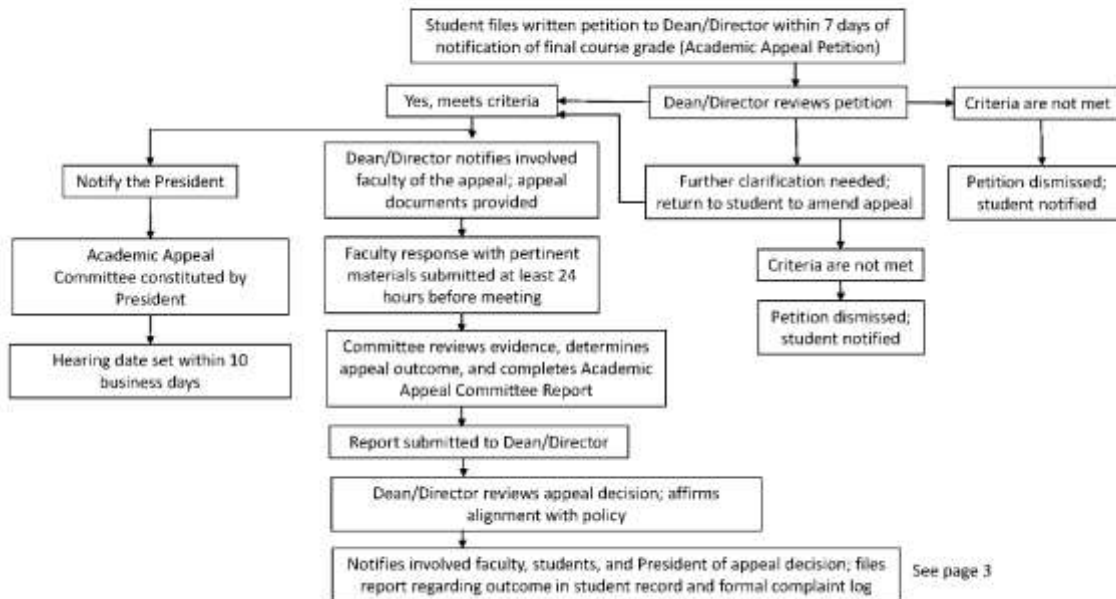 Student files written petition to Dean/Director within 7 days of
notification of final course grade (Academic Appeal Petition)
Yes, meets criteria
Dean/Director reviews petition
Criteria are not met
Notify the President
Dean/Director notifies involved
faculty of the appeal; appeal
documents provided
Further clarification needed;
return to student to amend appeal
Petition dismissed;
student notified
Academic Appeal
Committee constituted by
President
Faculty response with pertinent
materials submitted at least 24
hours before meeting
Criteria are not met
Petition dismissed;
student notified
Hearing date set within 10
business days
Committee reviews evidence, determines
appeal outcome, and completes Academic
Appeal Committee Report
Report submitted to Dean/Director
Dean/Director reviews appeal decision; affirms
alignment with policy
Notifies involved faculty, students, and President of appeal decision; files
report regarding outcome in student record and formal complaint log
See page 3